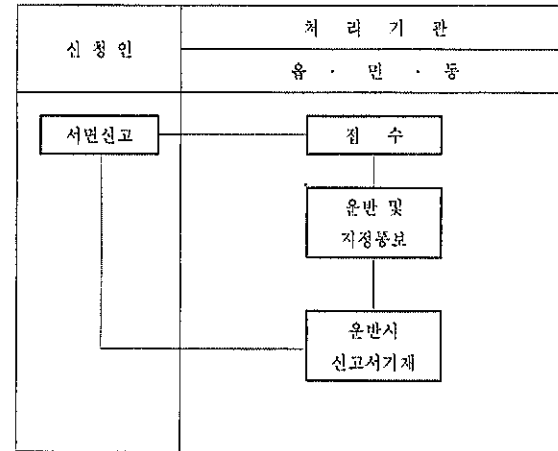 신청인
처 리 기 관
읍 · 면 · 동
서면신고
접 수
운반 및
지정통보
운반시
신고서기재